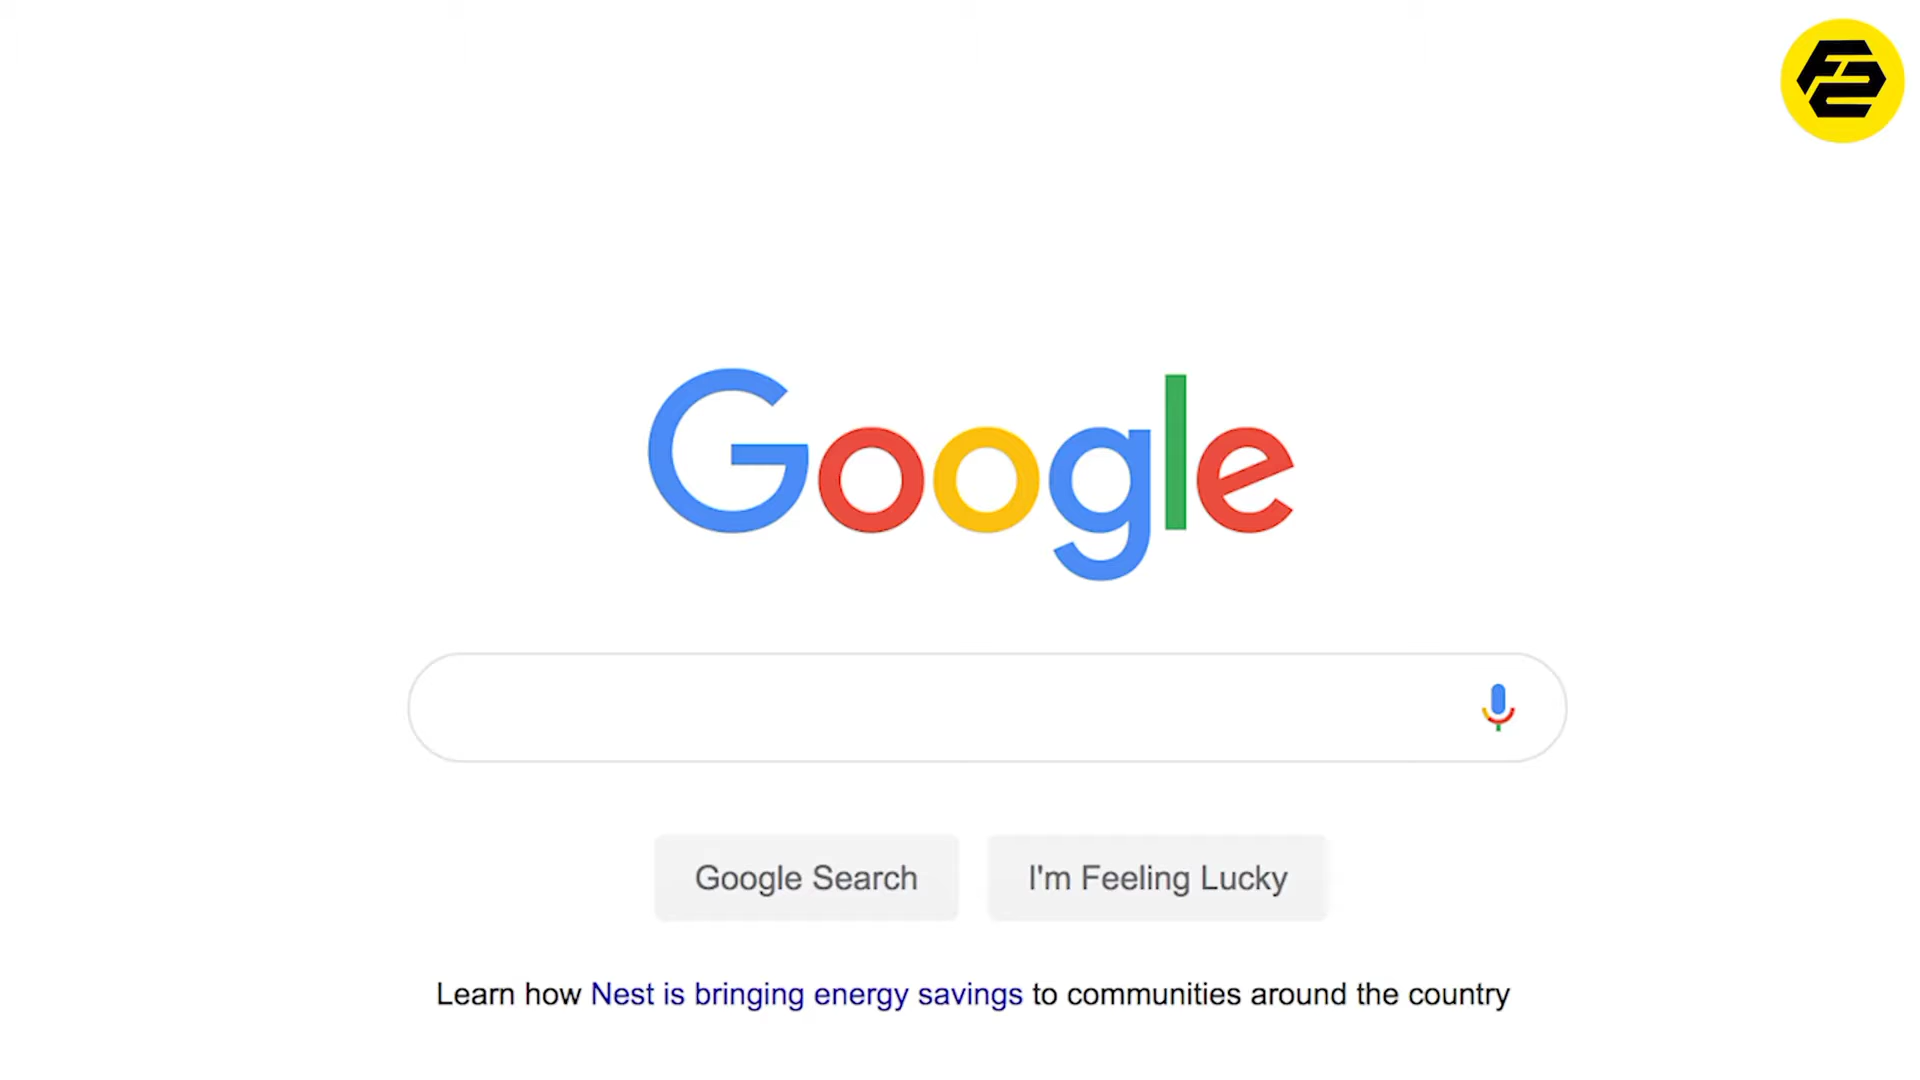 Google
Google Search
I'm Feeling Lucky
Learn how Nest is bringing energy savings to communities around the country